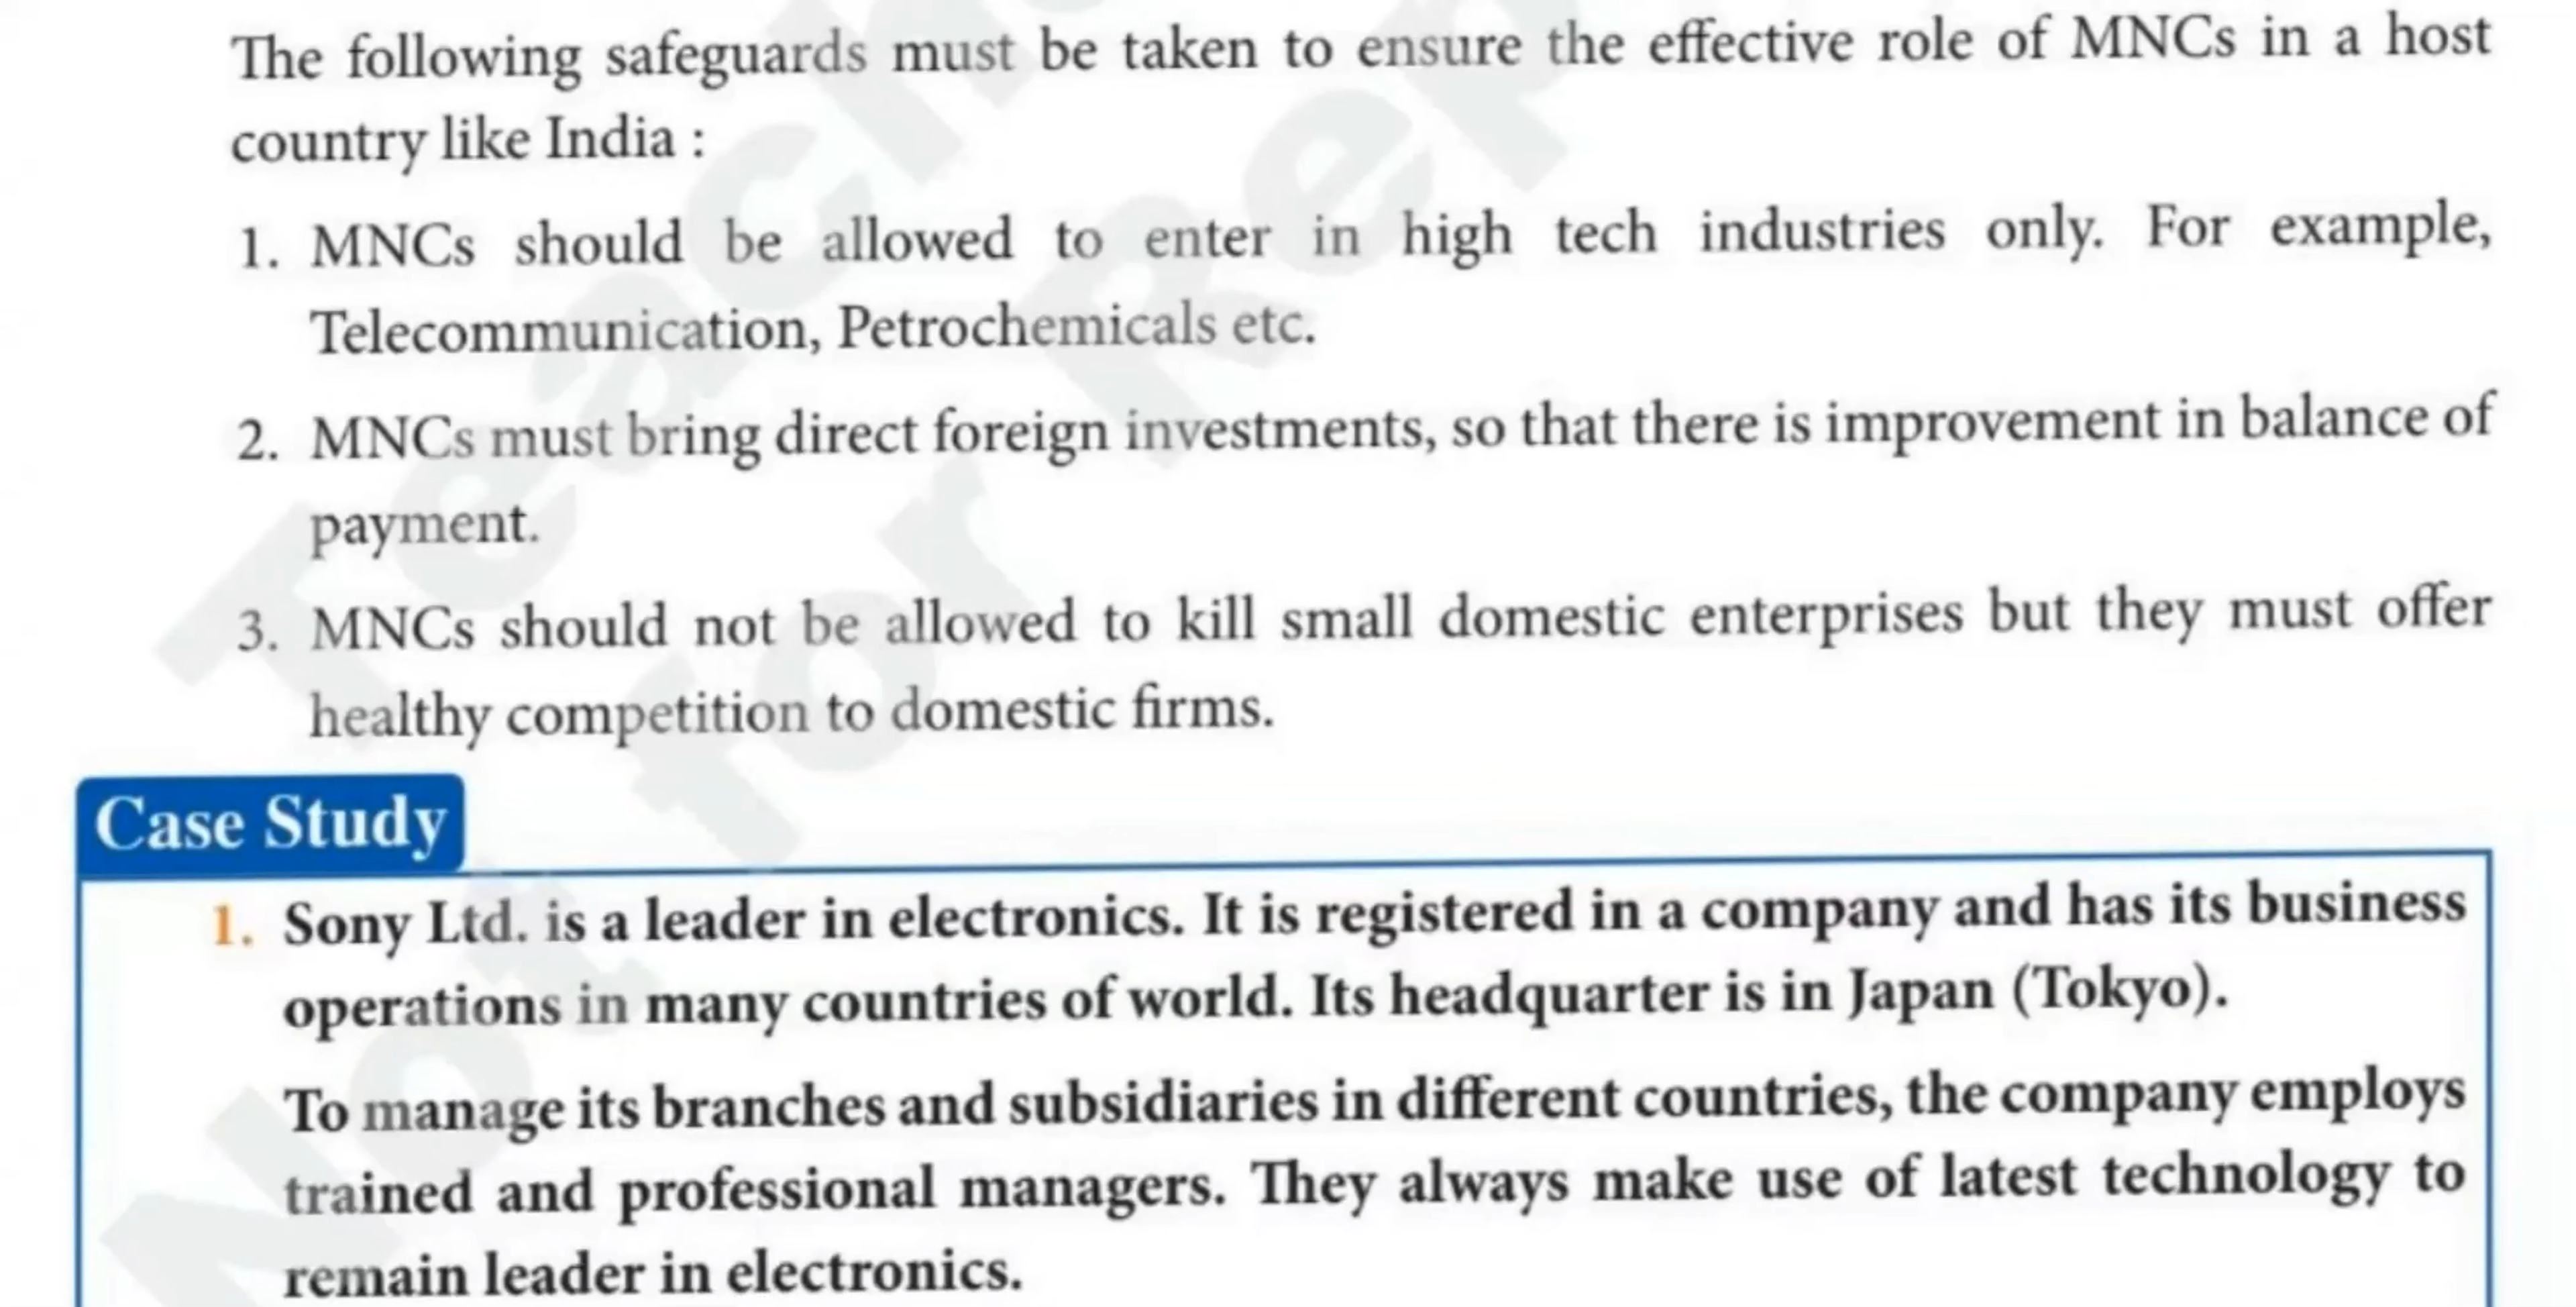 The following safeguards must be taken to ensure the effective role of MNCs in a host
country like India :
1. MNCs should be allowed to enter in high tech industries only. For example,
Telecommunication, Petrochemicals etc.
2. MNCs must bring direct foreign investments, so that there is improvement in balance of
payment.
3. MNCs should not be allowed to kill small domestic enterprises but they must offer
healthy competition to domestic firms.
Case Study
1. Sony Ltd. is a leader in electronics. It is registered in a company and has its business
operations in many countries of world. Its headquarter is in Japan (Tokyo).
To manage its branches and subsidiaries in different countries, the company employs
trained and professional managers. They always make use of latest technology to
remain leader in electronics.
Not for